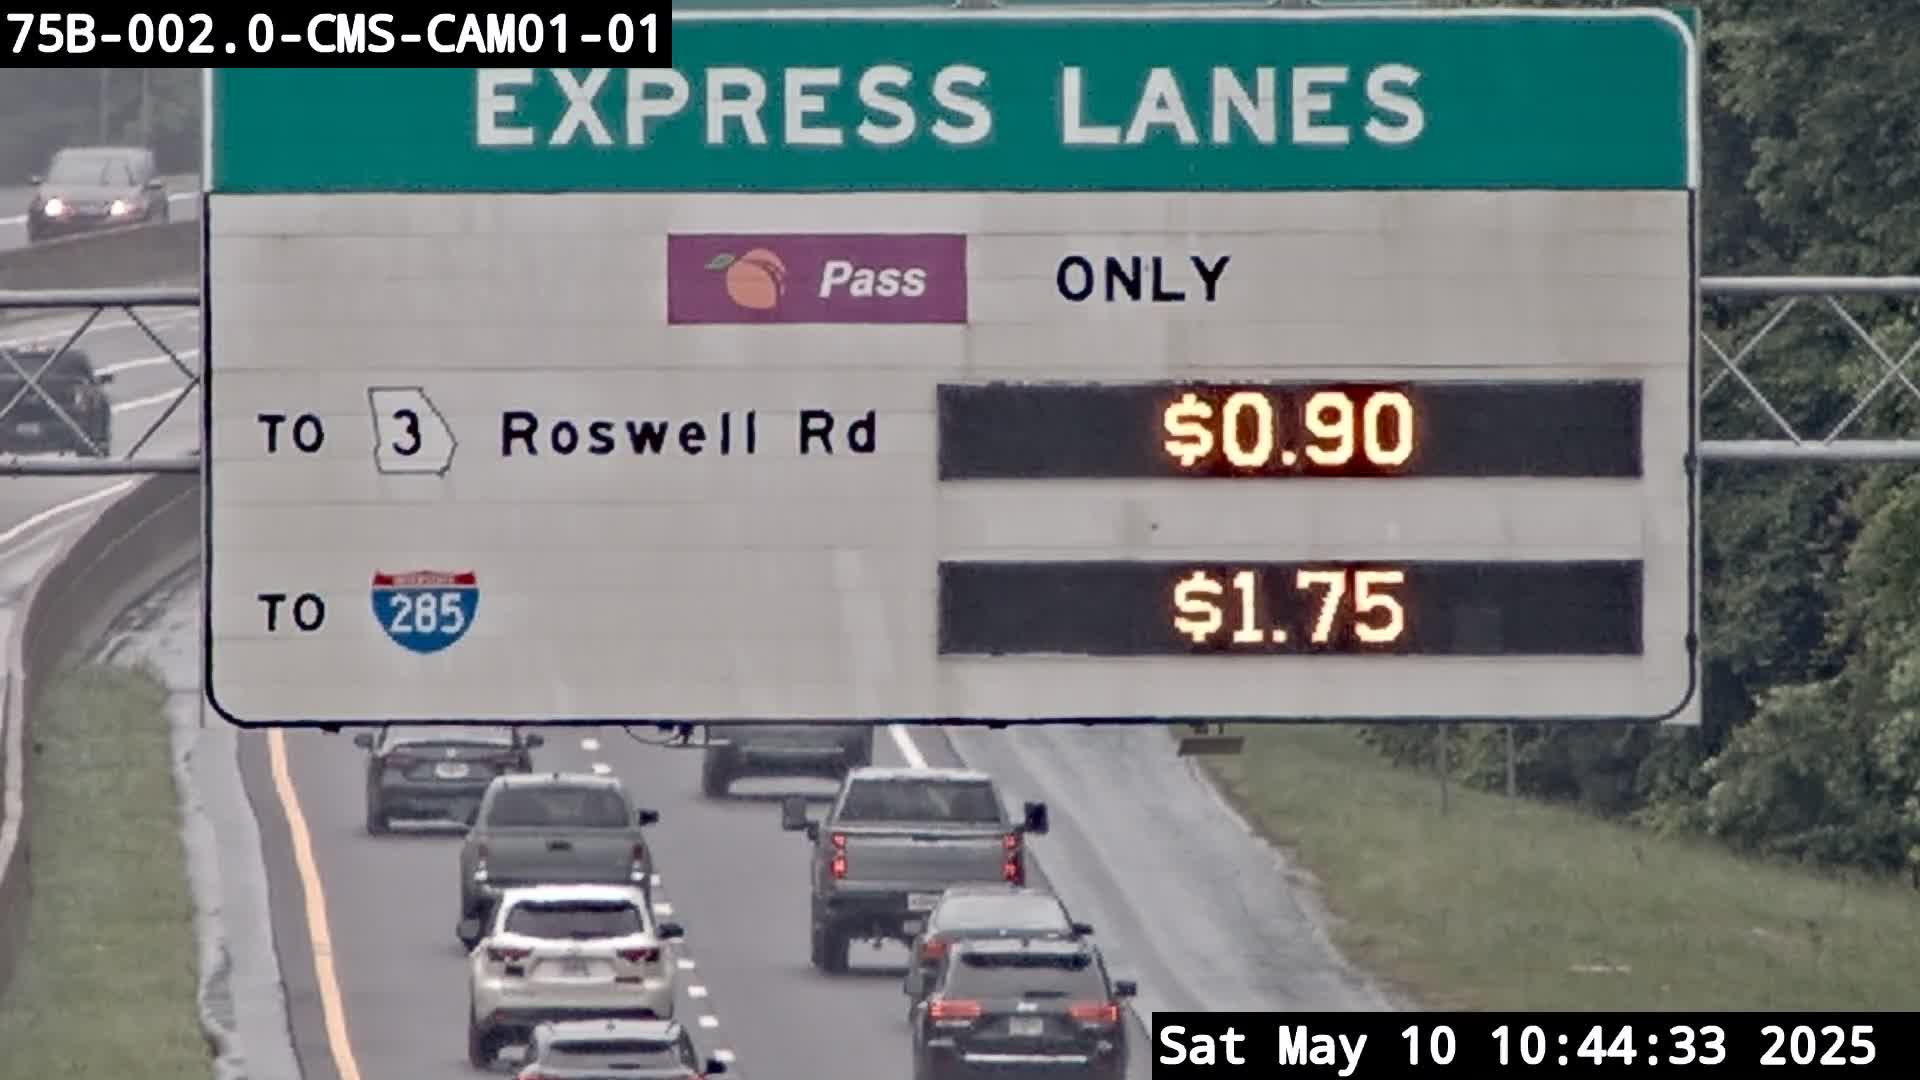 75B-002.0-CMS-CAM01-01
EXPRESS LANES
Pass ONLY
TO 3 Roswell Rd $0.90
INTERSTATE
TO 285 $1.75
Sat May 10 10:44:33 2025